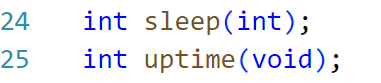 24 int sleep(int);
25 int uptime(void);